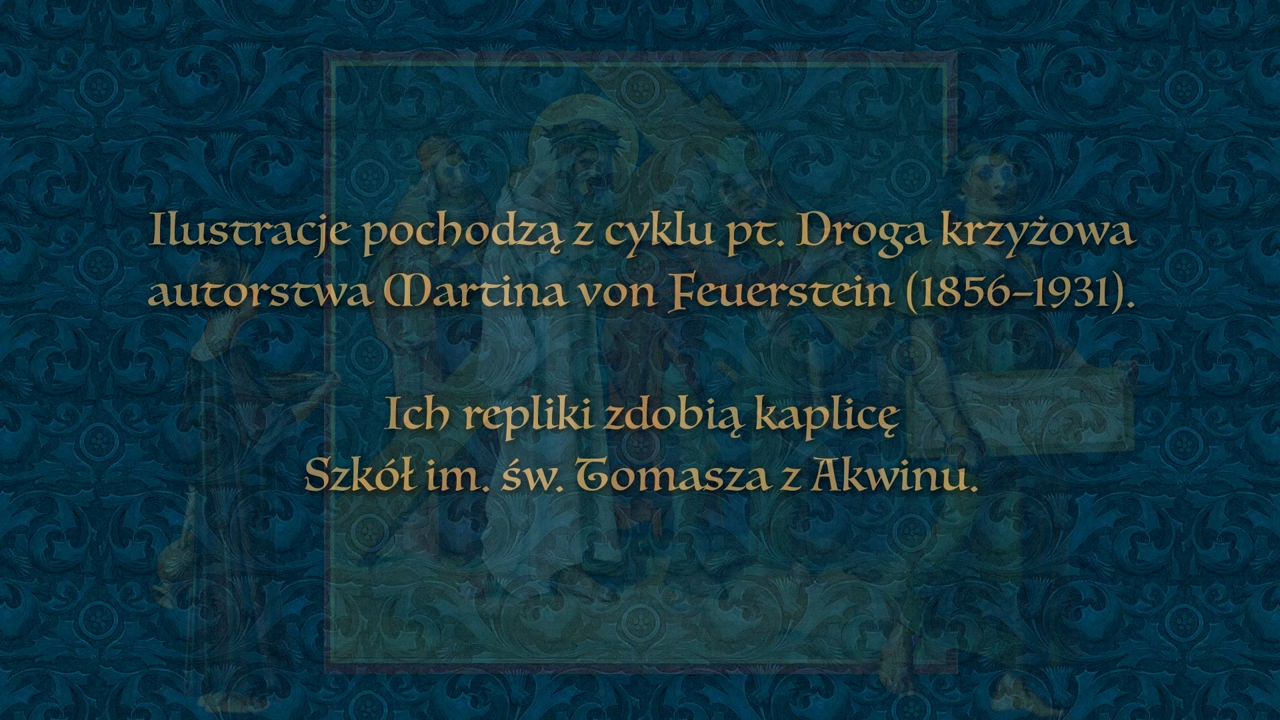 Ilustracje pochodzą z cyklu pt. Droga krzyżowa
autorstwa Martina von Feuerstein (1856–1931).
Ich repliki zdobią kaplicę
Szkół im. św. Tomasza z Akwinu.